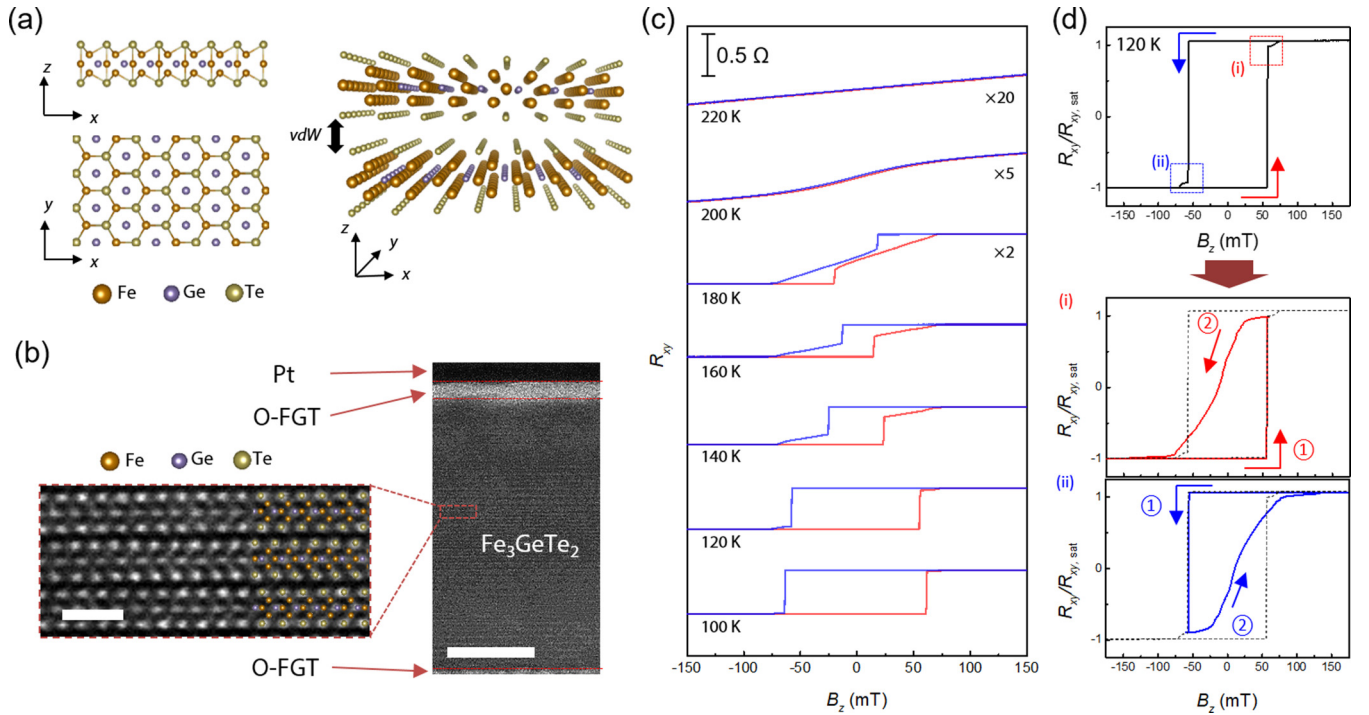 (a)
z
x
y
x
vdW
z
y
x
Fe
Ge
Te
(b)
Pt
O-FGT
Fe
Ge
Te
Fe3GeTe2
O-FGT
(c)
0.5 Ω
220 K
×20
200 K
×5
180 K
×2
160 K
140 K
120 K
100 K
Rxy
-150 -100 -50 0 50 100 150
Bz (mT)
(d)
120 K
(i)
(ii)
1
0
-1
Rxy/Rxy, sat
-150 -100 -50 0 50 100 150
Bz (mT)
(i)
1
0
-1
②
①
Rxy/Rxy, sat
(ii)
1
0
-1
①
②
Rxy/Rxy, sat
-150 -100 -50 0 50 100 150
Bz (mT)